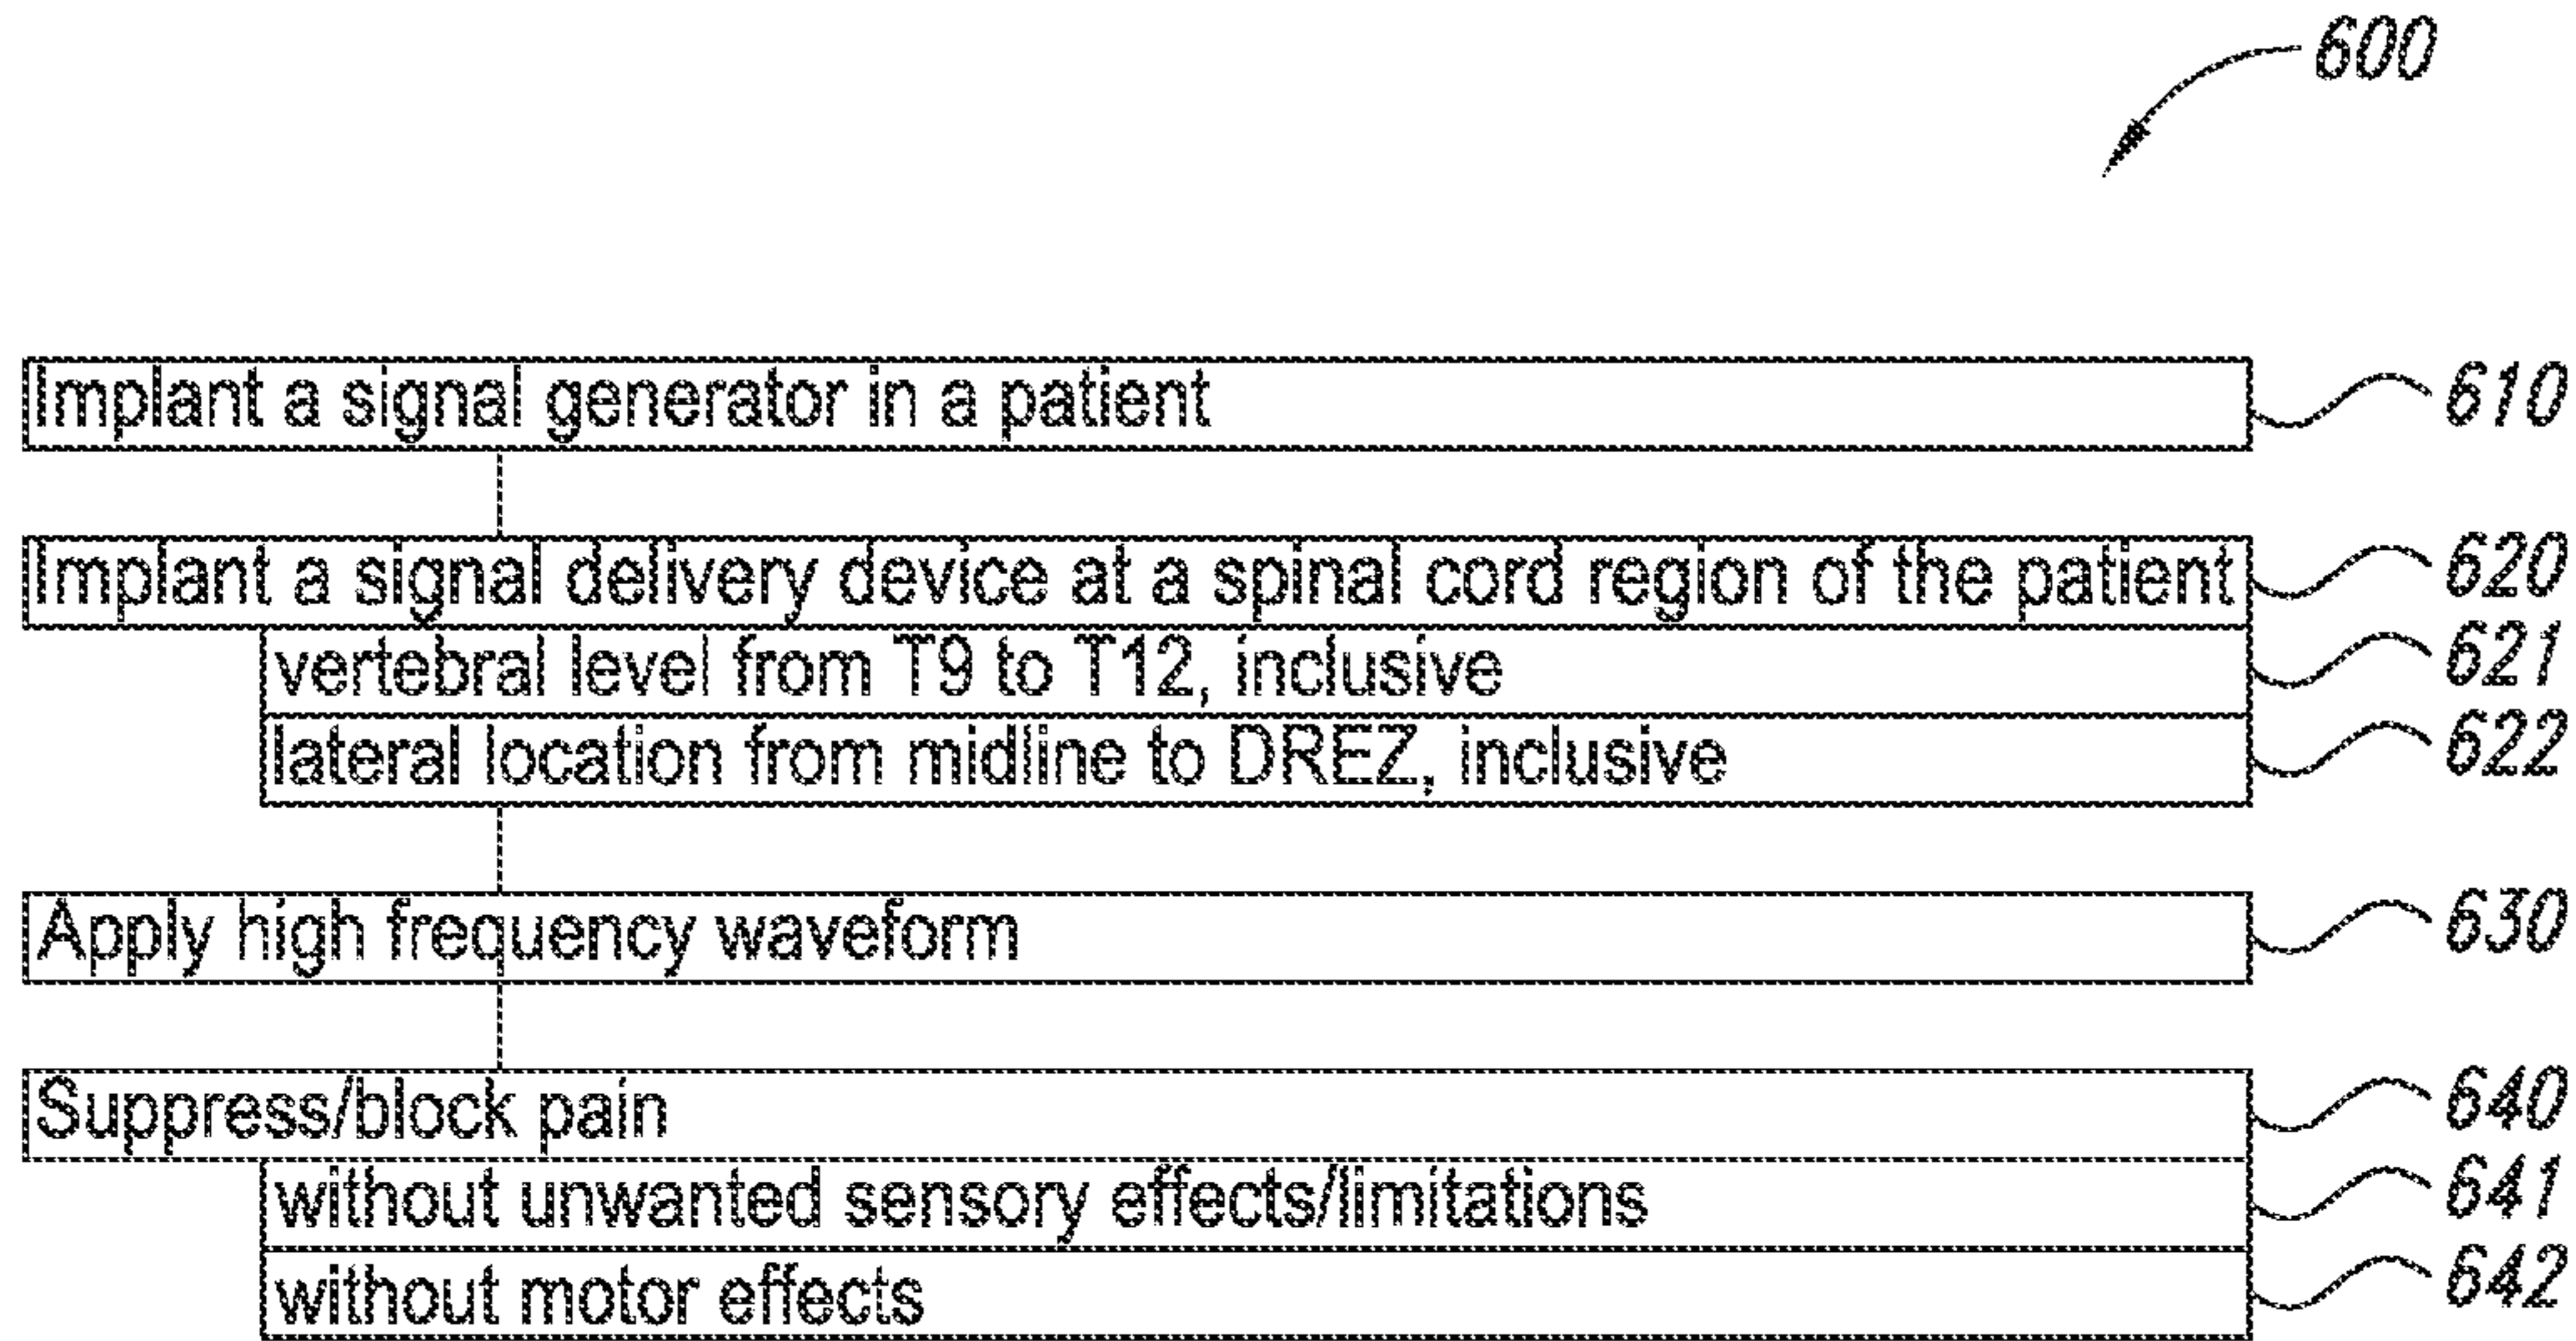 600
Implant a signal generator in a patient 610
Implant a signal delivery device at a spinal cord region of the patient 620
vertebral level from T9 to T12, inclusive 621
lateral location from midline to DREZ, inclusive 622
Apply high frequency waveform 630
Suppress/block pain 640
without unwanted sensory effects/limitations 641
without motor effects 642